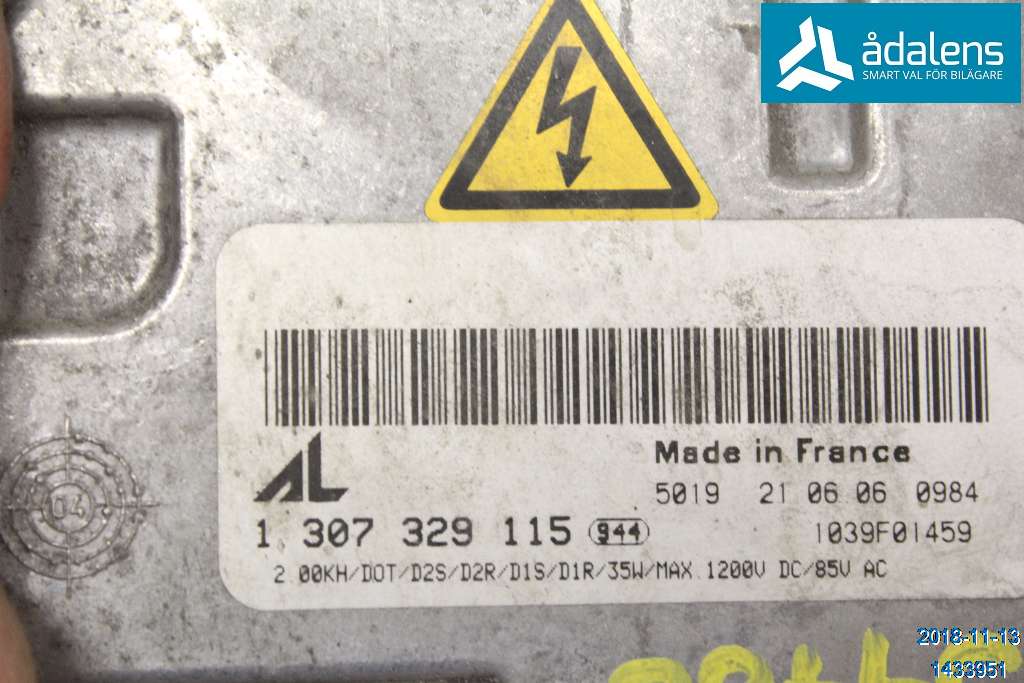 ådalens
SMART VAL FÖR BILÄGARE
AL
Made in France
5019 21 06 06 0984
1 307 329 115 944
1039F01459
2.00KH/DOT/D2S/D2R/D1S/D1R/35W/MAX.1200V DC/85V AC
04
2018-11-13
1433951